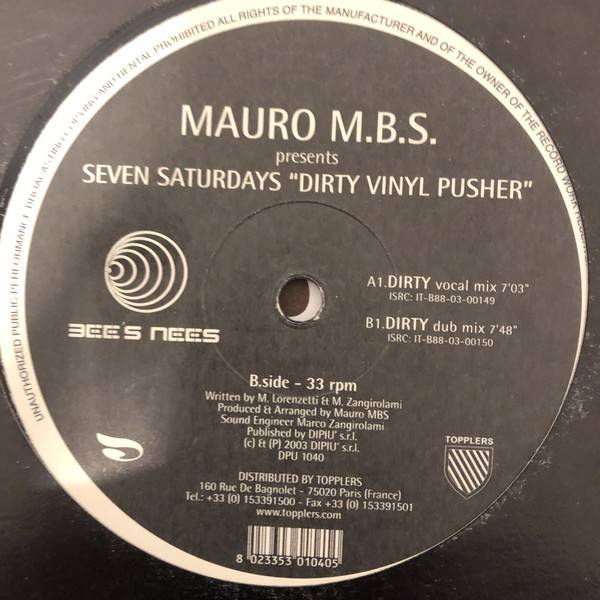 UNAUTHORIZED PUBLIC PERFORMANCE BROADCASTING COPYING AND RENTAL PROHIBITED ALL RIGHTS OF THE MANUFACTURER AND OF THE OWNER OF THE RECORD WORK
MAURO M.B.S.
presents
SEVEN SATURDAYS "DIRTY VINYL PUSHER"
A1.DIRTY vocal mix 7'03"
ISRC: IT-B88-03-00149
BEE'S NEES
B1.DIRTY dub mix 7'48"
ISRC: IT-B88-03-00150
B.side - 33 rpm
Written by M. Lorenzetti & M. Zangirolami
Produced & Arranged by Mauro MBS
Sound Engineer Marco Zangirolami
Published by DIPIU' s.r.l.
(c) & (P) 2003 DIPIU' s.r.l.
DPU 1040
TOPPLERS
DISTRIBUTED BY TOPPLERS
160 Rue De Bagnolet - 75020 Paris (France)
Tel.: +33 (0) 153391500 - Fax +33 (0) 153391501
www.topplers.com
8 023353 010405